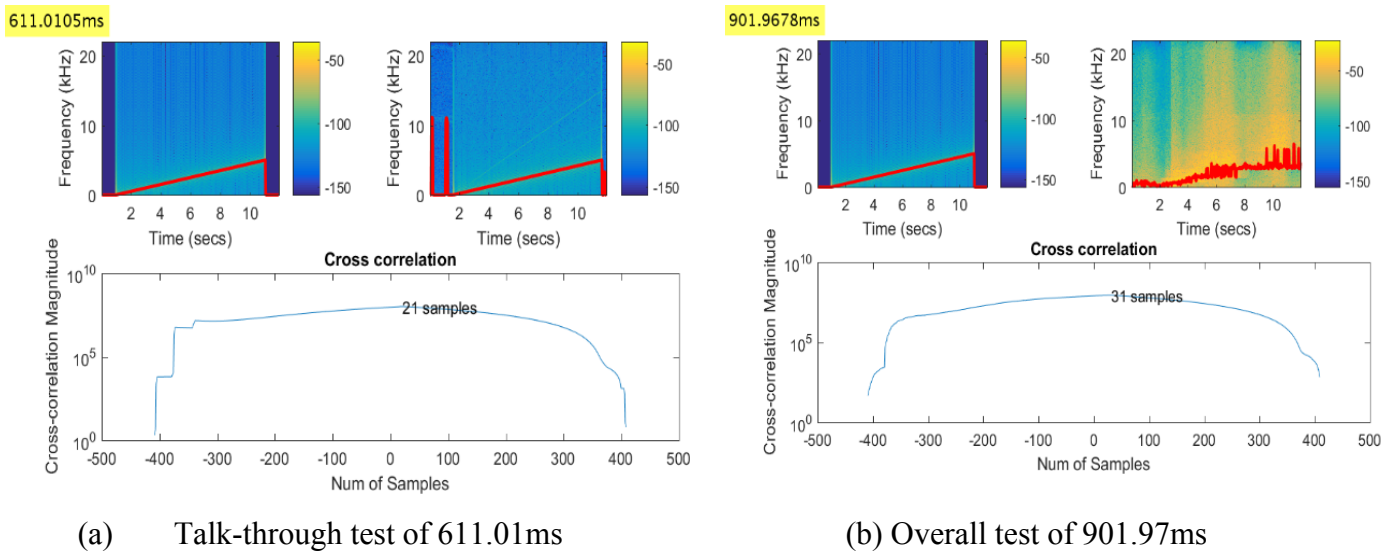 611.0105ms
Frequency (kHz)
20
10
0
2 4 6 8 10
Time (secs)
-50
-100
-150
Frequency (kHz)
20
10
0
2 4 6 8 10
Time (secs)
-50
-100
-150
Cross correlation
Cross-correlation Magnitude
10^10
10^5
10^0
21 samples
-500 -400 -300 -200 -100 0 100 200 300 400 500
Num of Samples
(a) Talk-through test of 611.01ms
901.9678ms
Frequency (kHz)
20
10
0
2 4 6 8 10
Time (secs)
-50
-100
-150
Frequency (kHz)
20
10
0
2 4 6 8 10
Time (secs)
-50
-100
-150
Cross correlation
Cross-correlation Magnitude
10^10
10^5
10^0
31 samples
-500 -400 -300 -200 -100 0 100 200 300 400 500
Num of Samples
(b) Overall test of 901.97ms